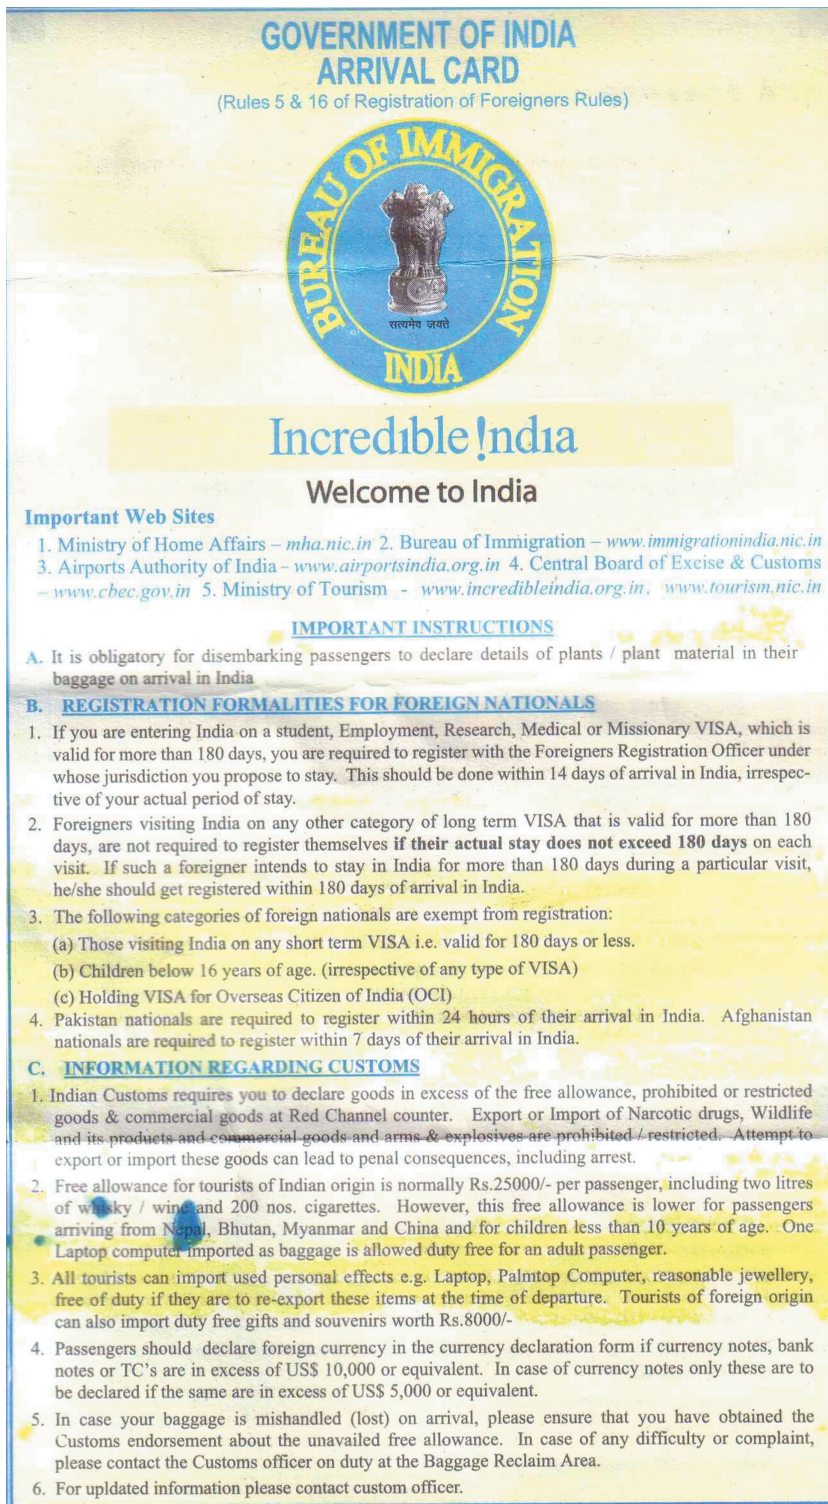 GOVERNMENT OF INDIA
ARRIVAL CARD
(Rules 5 & 16 of Registration of Foreigners Rules)
BUREAU OF IMMIGRATION
सत्यमेव जयते
INDIA
Incredible !ndia
Welcome to India
Important Web Sites
1. Ministry of Home Affairs – mha.nic.in 2. Bureau of Immigration – www.immigrationindia.nic.in
3. Airports Authority of India – www.airportsindia.org.in 4. Central Board of Excise & Customs
– www.cbec.gov.in 5. Ministry of Tourism - www.incredibleindia.org.in, www.tourism.nic.in
IMPORTANT INSTRUCTIONS
A. It is obligatory for disembarking passengers to declare details of plants / plant material in their
baggage on arrival in India
B. REGISTRATION FORMALITIES FOR FOREIGN NATIONALS
1. If you are entering India on a student, Employment, Research, Medical or Missionary VISA, which is
valid for more than 180 days, you are required to register with the Foreigners Registration Officer under
whose jurisdiction you propose to stay. This should be done within 14 days of arrival in India, irrespec-
tive of your actual period of stay.
2. Foreigners visiting India on any other category of long term VISA that is valid for more than 180
days, are not required to register themselves if their actual stay does not exceed 180 days on each
visit. If such a foreigner intends to stay in India for more than 180 days during a particular visit,
he/she should get registered within 180 days of arrival in India.
3. The following categories of foreign nationals are exempt from registration:
(a) Those visiting India on any short term VISA i.e. valid for 180 days or less.
(b) Children below 16 years of age. (irrespective of any type of VISA)
(c) Holding VISA for Overseas Citizen of India (OCI)
4. Pakistan nationals are required to register within 24 hours of their arrival in India. Afghanistan
nationals are required to register within 7 days of their arrival in India.
C. INFORMATION REGARDING CUSTOMS
1. Indian Customs requires you to declare goods in excess of the free allowance, prohibited or restricted
goods & commercial goods at Red Channel counter. Export or Import of Narcotic drugs, Wildlife
and its products and commercial goods and arms & explosives are prohibited / restricted. Attempt to
export or import these goods can lead to penal consequences, including arrest.
2. Free allowance for tourists of Indian origin is normally Rs.25000/- per passenger, including two litres
of whisky / wine and 200 nos. cigarettes. However, this free allowance is lower for passengers
arriving from Nepal, Bhutan, Myanmar and China and for children less than 10 years of age. One
Laptop computer imported as baggage is allowed duty free for an adult passenger.
3. All tourists can import used personal effects e.g. Laptop, Palmtop Computer, reasonable jewellery,
free of duty if they are to re-export these items at the time of departure. Tourists of foreign origin
can also import duty free gifts and souvenirs worth Rs.8000/-
4. Passengers should declare foreign currency in the currency declaration form if currency notes, bank
notes or TC's are in excess of US$ 10,000 or equivalent. In case of currency notes only these are to
be declared if the same are in excess of US$ 5,000 or equivalent.
5. In case your baggage is mishandled (lost) on arrival, please ensure that you have obtained the
Customs endorsement about the unavailed free allowance. In case of any difficulty or complaint,
please contact the Customs officer on duty at the Baggage Reclaim Area.
6. For upldated information please contact custom officer.